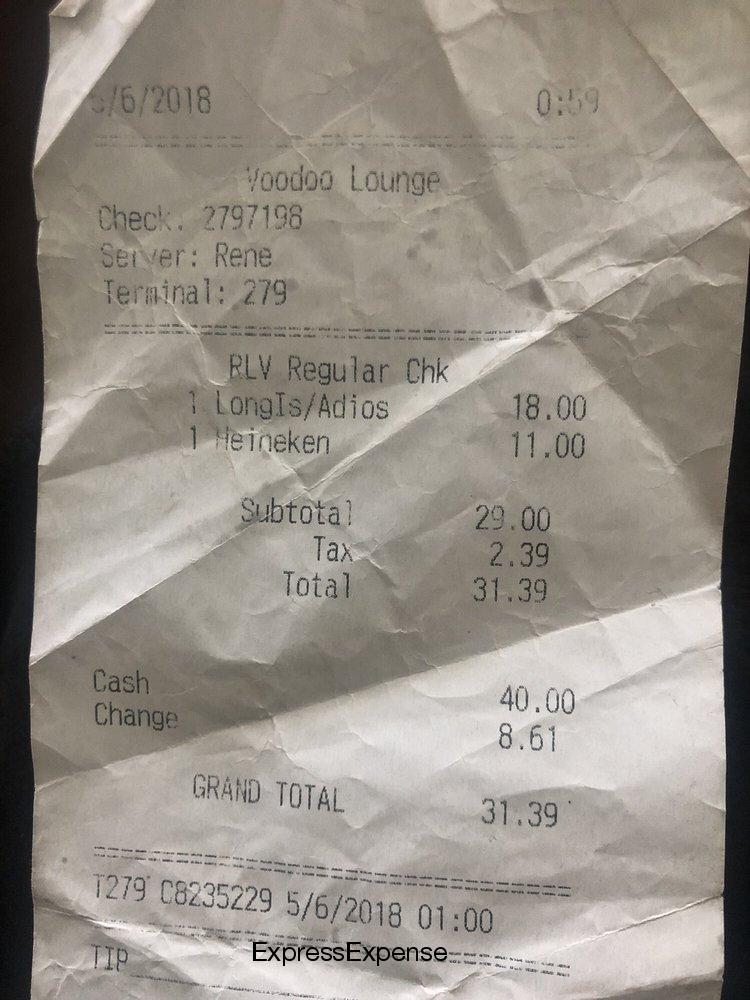 5/6/2018 0:59
Voodoo Lounge
Check. 2797198
Server: Rene
Terminal: 279
RLV Regular Chk
1 LongIs/Adios 18.00
1 Heineken 11.00
Subtotal 29.00
Tax 2.39
Total 31.39
Cash 40.00
Change 8.61
GRAND TOTAL 31.39
T279 C8235229 5/6/2018 01:00
TIP
ExpressExpense